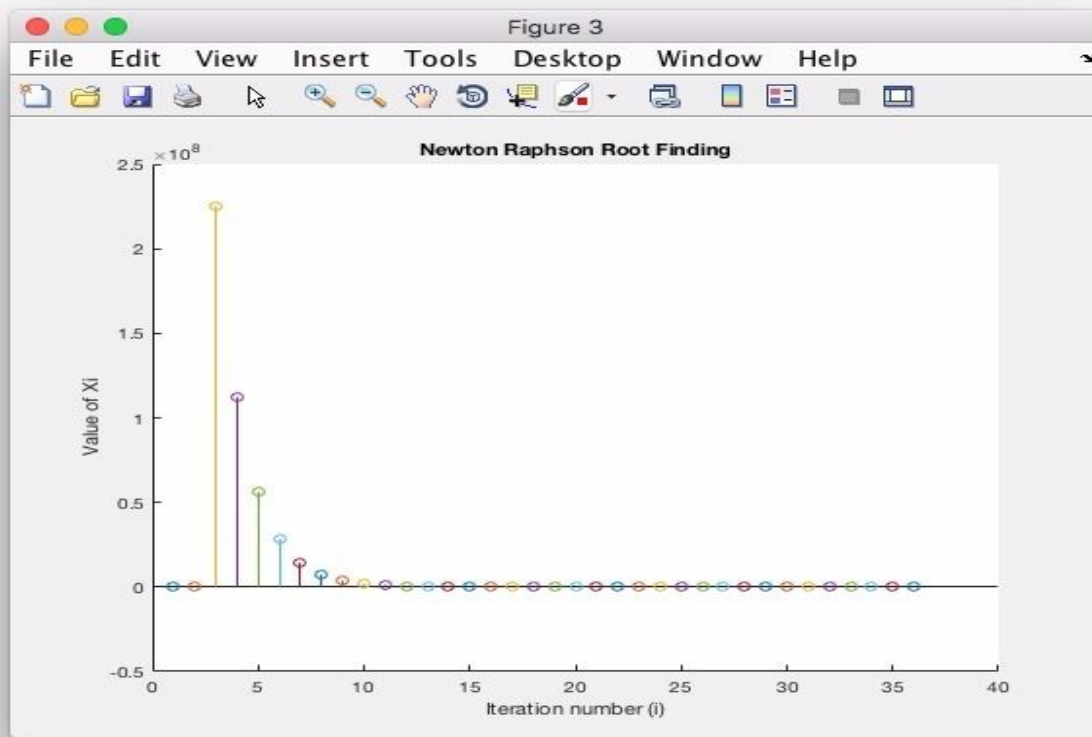 Figure 3
File Edit View Insert Tools Desktop Window Help
Newton Raphson Root Finding
×10⁸
2.5
2
1.5
1
0.5
0
-0.5
Value of Xi
0 5 10 15 20 25 30 35 40
Iteration number (i)